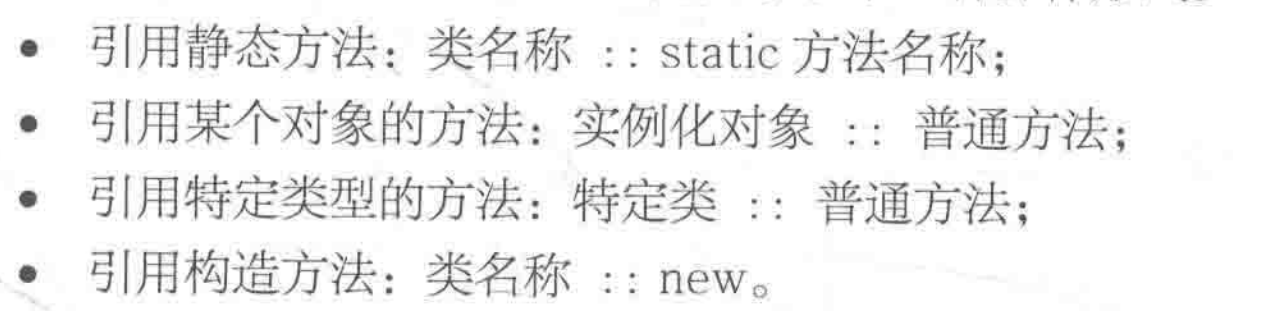 ● 引用静态方法：类名称 :: static 方法名称；
● 引用某个对象的方法：实例化对象 :: 普通方法；
● 引用特定类型的方法：特定类 :: 普通方法；
● 引用构造方法：类名称 :: new。